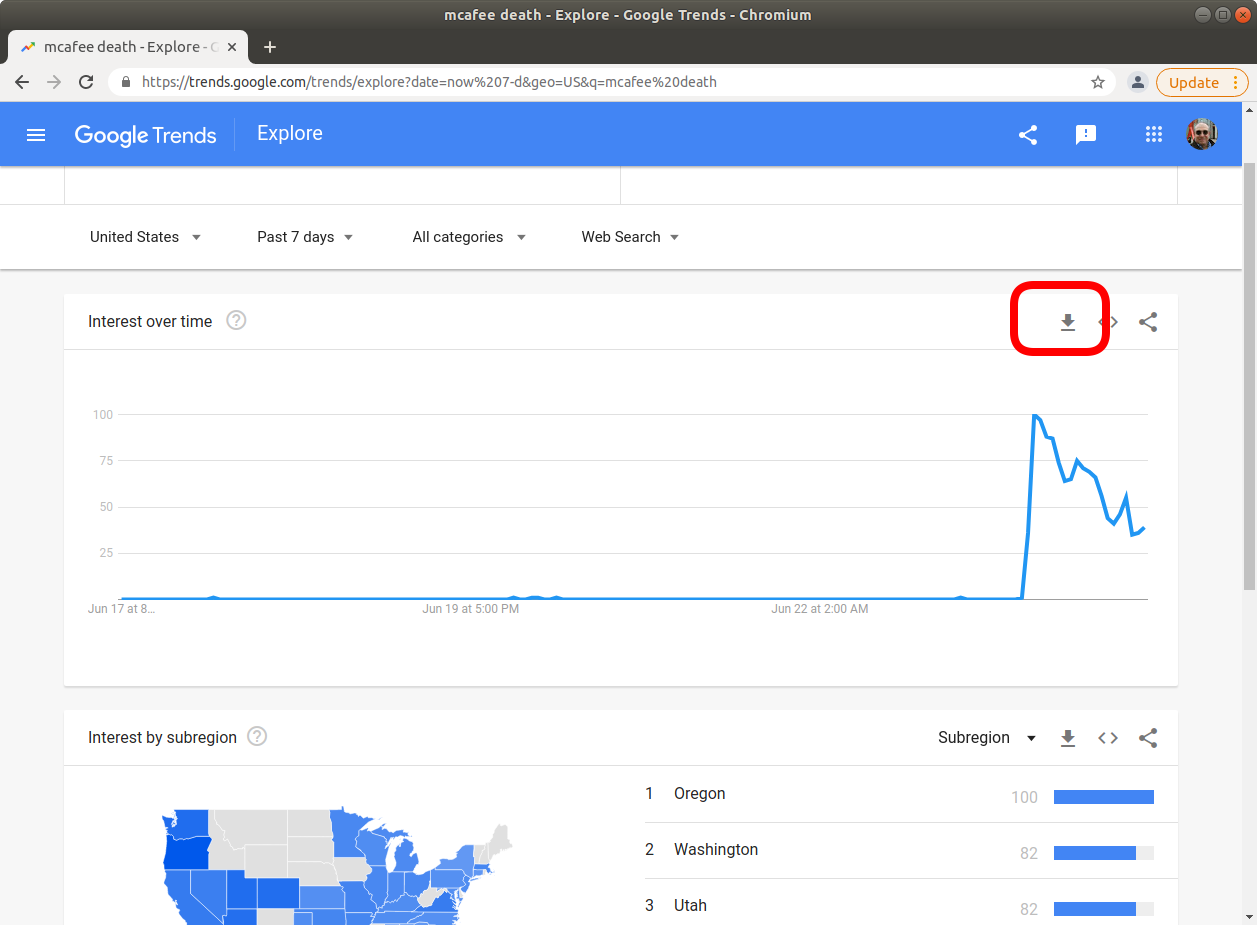 mcafee death - Explore - Google Trends - Chromium
mcafee death - Explore - G
https://trends.google.com/trends/explore?date=now%207-d&geo=US&q=mcafee%20death
Update
Google Trends
Explore
United States
Past 7 days
All categories
Web Search
Interest over time
100
75
50
25
Jun 17 at 8...
Jun 19 at 5:00 PM
Jun 22 at 2:00 AM
Interest by subregion
Subregion
1 Oregon 100
2 Washington 82
3 Utah 82